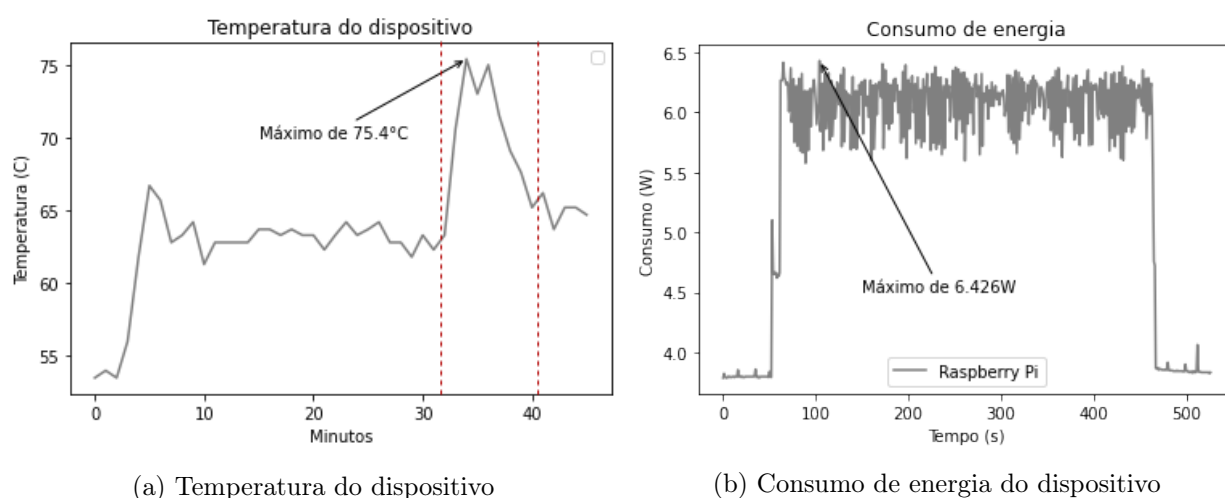 Temperatura do dispositivo
75
70
65
60
55
Temperatura (C)
Máximo de 75.4°C
0
10
20
30
40
Minutos
(a) Temperatura do dispositivo
Consumo de energia
6.5
6.0
5.5
5.0
4.5
4.0
Consumo (W)
Máximo de 6.426W
Raspberry Pi
0
100
200
300
400
500
Tempo (s)
(b) Consumo de energia do dispositivo